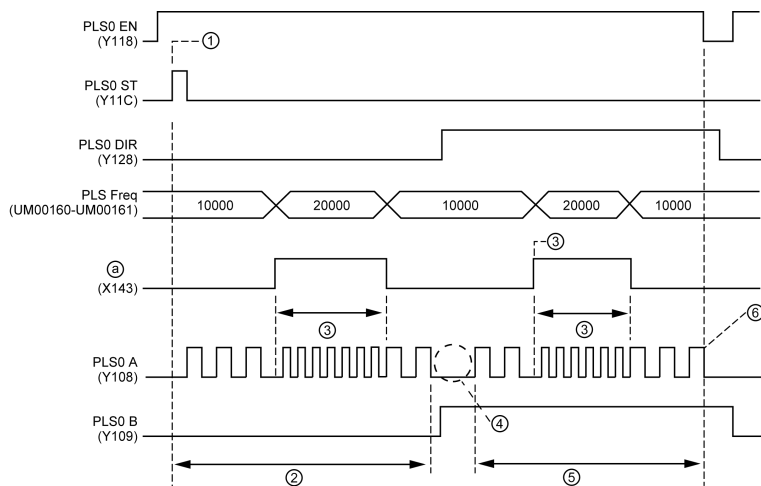 PLS0 EN
(Y118)
①
PLS0 ST
(Y11C)
PLS0 DIR
(Y128)
PLS Freq
(UM00160-UM00161)
10000
20000
10000
20000
10000
ⓐ
(X143)
③
③
③
⑥
PLS0 A
(Y108)
④
PLS0 B
(Y109)
②
⑤